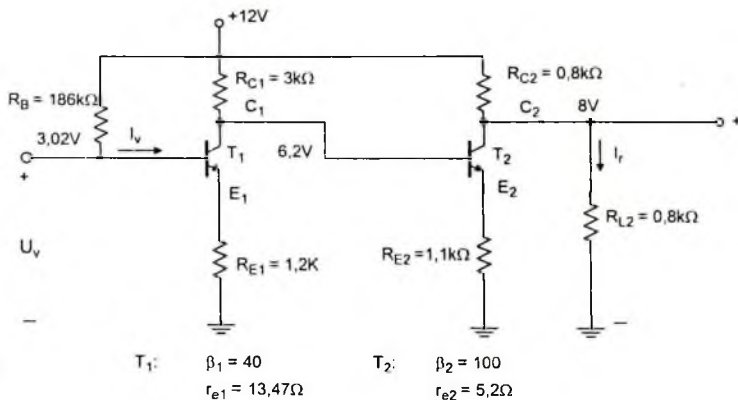 +12V
R_C1 = 3kΩ
R_C2 = 0,8kΩ
R_B = 186kΩ
C_1
C_2
8V
3,02V
I_v
T_1
6,2V
T_2
I_r
+
+
E_1
E_2
U_v
R_E1 = 1,2K
R_E2 = 1,1kΩ
R_L2 = 0,8kΩ
–
–
T_1: β_1 = 40
T_2: β_2 = 100
r_e1 = 13,47Ω
r_e2 = 5,2Ω